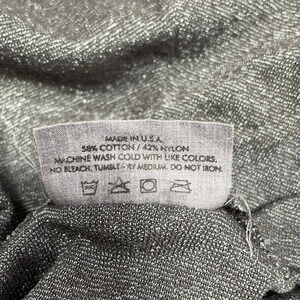 MADE IN U.S.A.
58% COTTON / 42% NYLON
MACHINE WASH COLD WITH LIKE COLORS.
NO BLEACH. TUMBLE DRY MEDIUM. DO NOT IRON.
30C